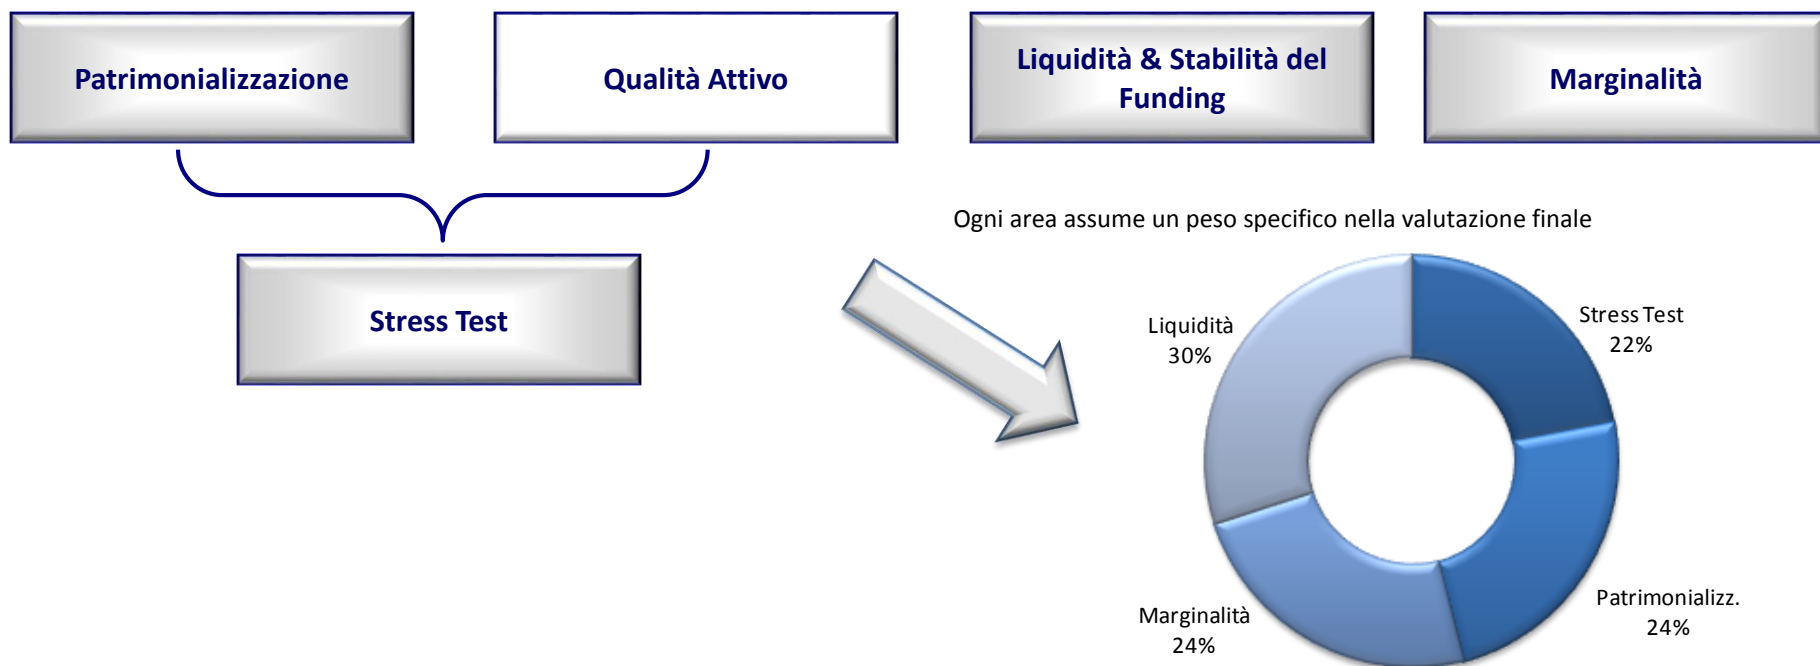 Patrimonializzazione
Qualità Attivo
Liquidità & Stabilità del
Funding
Marginalità
Stress Test
Ogni area assume un peso specifico nella valutazione finale
Liquidità
30%
Stress Test
22%
Marginalità
24%
Patrimonializz.
24%